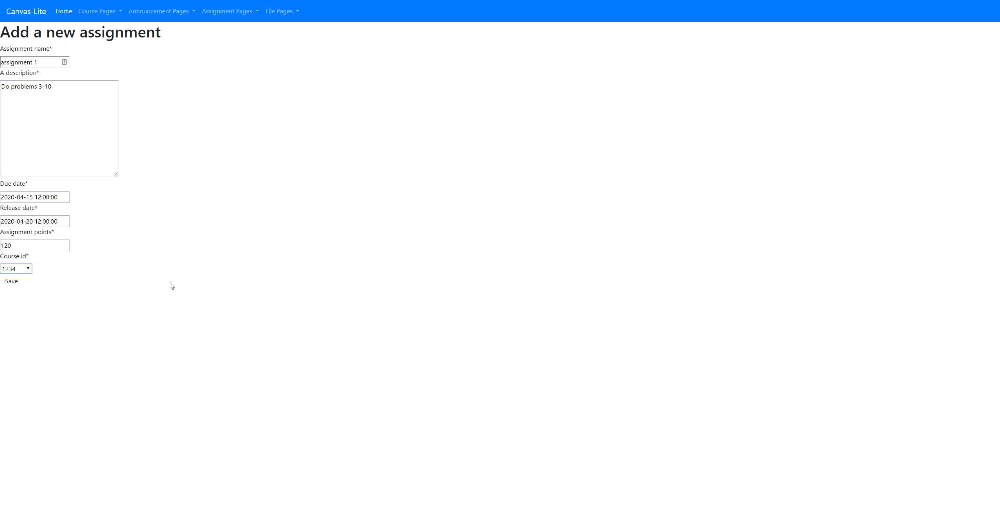 Canvas-Lite Home Course Pages Announcement Pages Assignment Pages File Pages
Add a new assignment
Assignment name*
assignment 1
A description*
Do problems 3-10
Due date*
2020-04-15 12:00:00
Release date*
2020-04-20 12:00:00
Assignment points*
120
Course id*
1234
Save